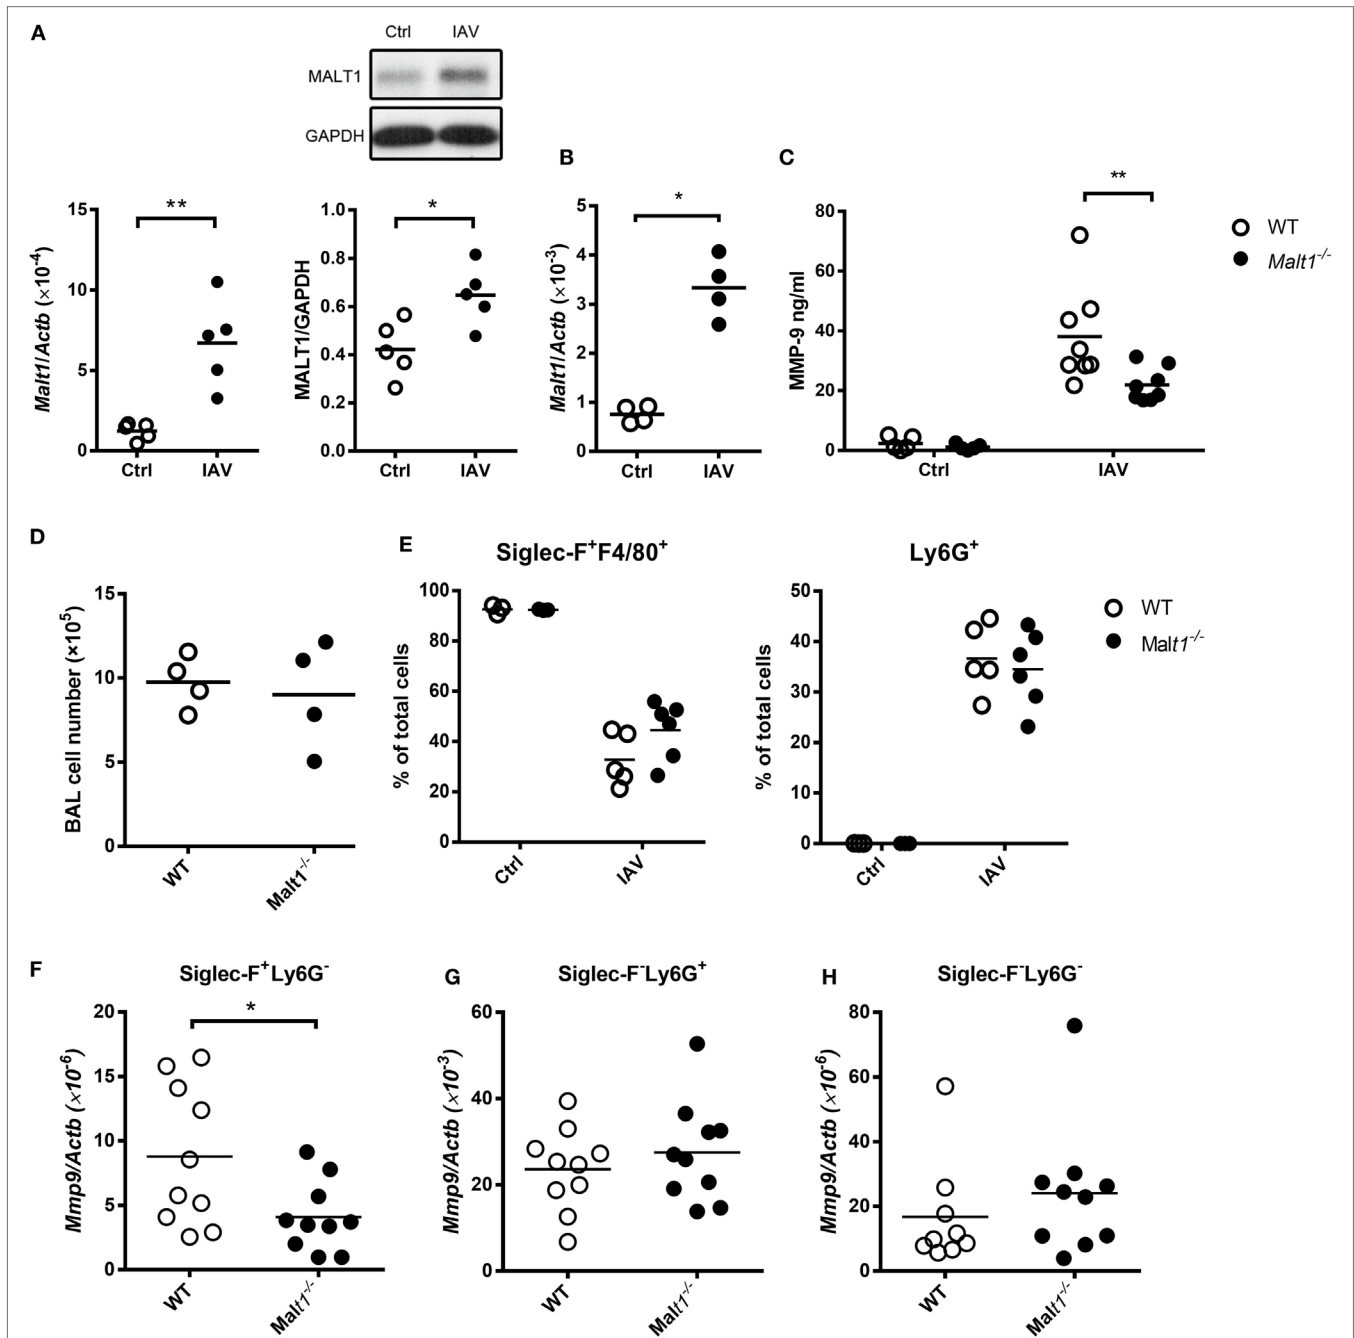 A
Ctrl IAV
MALT1
GAPDH
**
15
10
5
0
Malt1/Actb (×10⁻⁴)
Ctrl IAV
*
1.0
0.8
0.6
0.4
0.2
0.0
MALT1/GAPDH
Ctrl IAV
B
*
5
4
3
2
1
0
Malt1/Actb (×10⁻³)
Ctrl IAV
C
**
80
60
40
20
0
MMP-9 ng/ml
Ctrl IAV
WT
Malt1⁻/⁻
D
15
10
5
0
BAL cell number (×10⁵)
WT Malt1⁻/⁻
E
Siglec-F⁺F4/80⁺
100
80
60
40
20
0
% of total cells
Ctrl IAV
Ly6G⁺
50
40
30
20
10
0
% of total cells
Ctrl IAV
WT
Malt1⁻/⁻
F
Siglec-F⁺Ly6G⁻
*
20
15
10
5
0
Mmp9/Actb (×10⁻⁶)
WT Malt1⁻/⁻
G
Siglec-F⁻Ly6G⁺
60
40
20
0
Mmp9/Actb (×10⁻³)
WT Malt1⁻/⁻
H
Siglec-F⁻Ly6G⁻
80
60
40
20
0
Mmp9/Actb (×10⁻⁶)
WT Malt1⁻/⁻